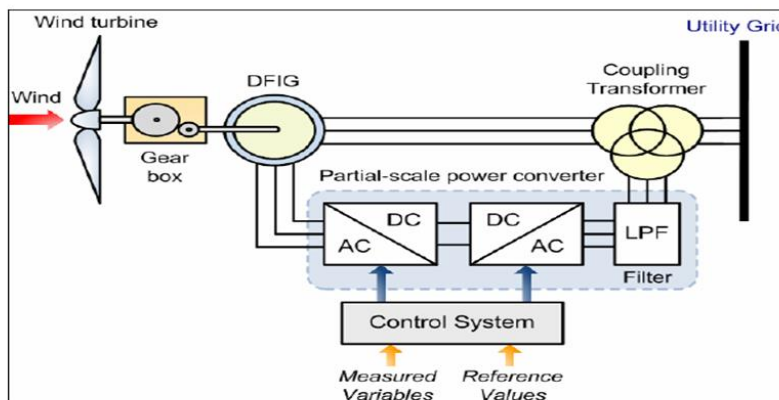 Wind turbine
Utility Grid
DFIG
Coupling
Transformer
Wind
Gear
box
Partial-scale power converter
DC
AC
DC
AC
LPF
Filter
Control System
Measured
Variables
Reference
Values